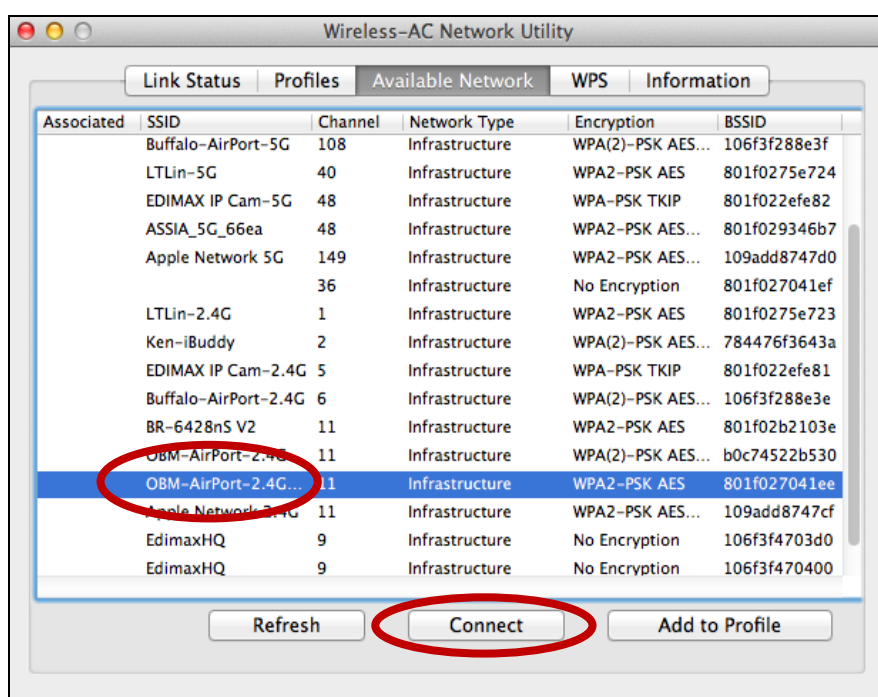 Wireless-AC Network Utility
Link Status Profiles Available Network WPS Information
Associated SSID Channel Network Type Encryption BSSID
Buffalo-AirPort-5G 108 Infrastructure WPA(2)-PSK AES... 106f3f288e3f
LTLin-5G 40 Infrastructure WPA2-PSK AES 801f0275e724
EDIMAX IP Cam-5G 48 Infrastructure WPA-PSK TKIP 801f022efe82
ASSIA_5G_66ea 48 Infrastructure WPA2-PSK AES... 801f029346b7
Apple Network 5G 149 Infrastructure WPA2-PSK AES... 109add8747d0
36 Infrastructure No Encryption 801f027041ef
LTLin-2.4G 1 Infrastructure WPA2-PSK AES 801f0275e723
Ken-iBuddy 2 Infrastructure WPA(2)-PSK AES... 784476f3643a
EDIMAX IP Cam-2.4G 5 Infrastructure WPA-PSK TKIP 801f022efe81
Buffalo-AirPort-2.4G 6 Infrastructure WPA(2)-PSK AES... 106f3f288e3e
BR-6428nS V2 11 Infrastructure WPA2-PSK AES 801f02b2103e
OBM-AirPort-2.4G 11 Infrastructure WPA(2)-PSK AES... b0c74522b530
OBM-AirPort-2.4G... 11 Infrastructure WPA2-PSK AES 801f027041ee
Apple Network 2.4G 11 Infrastructure WPA2-PSK AES... 109add8747cf
EdimaxHQ 9 Infrastructure No Encryption 106f3f4703d0
EdimaxHQ 9 Infrastructure No Encryption 106f3f470400
Refresh Connect Add to Profile